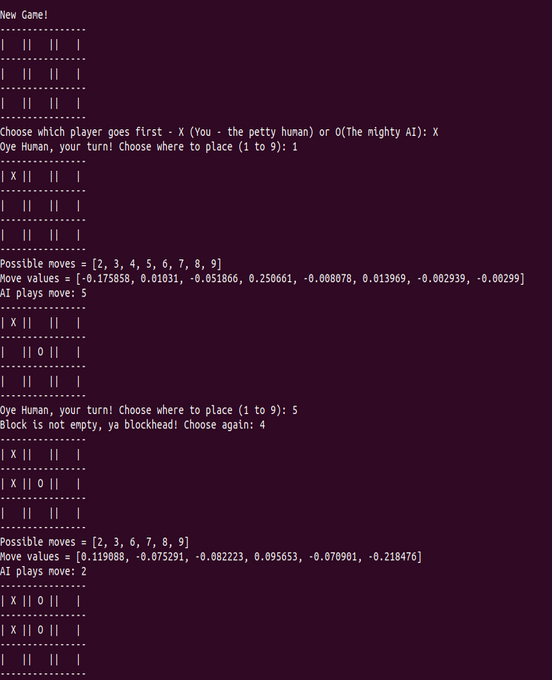 New Game!
----------------
|   ||   ||   |
----------------
|   ||   ||   |
----------------
|   ||   ||   |
----------------
Choose which player goes first - X (You - the petty human) or O(The mighty AI): X
Oye Human, your turn! Choose where to place (1 to 9): 1
----------------
| X ||   ||   |
----------------
|   ||   ||   |
----------------
|   ||   ||   |
----------------
Possible moves = [2, 3, 4, 5, 6, 7, 8, 9]
Move values = [-0.175858, 0.01031, -0.051866, 0.250661, -0.008078, 0.013969, -0.002939, -0.00299]
AI plays move: 5
----------------
| X ||   ||   |
----------------
|   || O ||   |
----------------
|   ||   ||   |
----------------
Oye Human, your turn! Choose where to place (1 to 9): 5
Block is not empty, ya blockhead! Choose again: 4
----------------
| X ||   ||   |
----------------
| X || O ||   |
----------------
|   ||   ||   |
----------------
Possible moves = [2, 3, 6, 7, 8, 9]
Move values = [0.119088, -0.075291, -0.082223, 0.095653, -0.070901, -0.218476]
AI plays move: 2
----------------
| X || O ||   |
----------------
| X || O ||   |
----------------
|   ||   ||   |
----------------